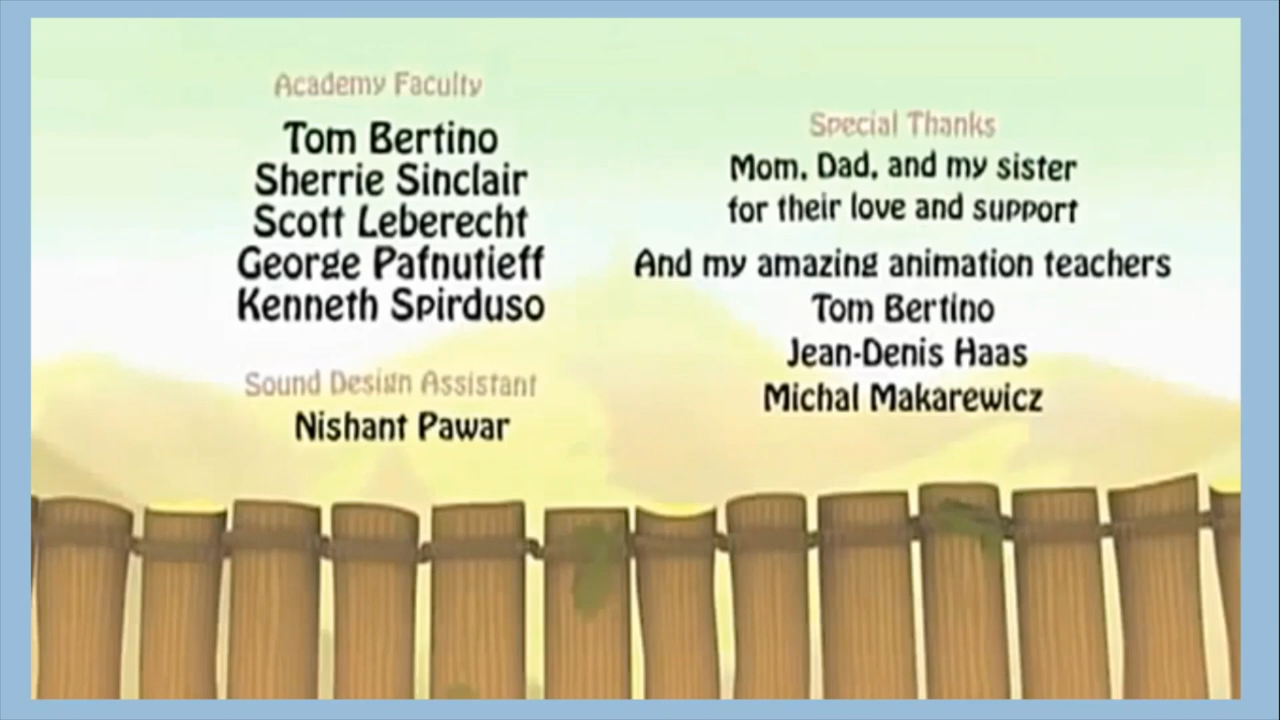 Academy Faculty
Tom Bertino
Sherrie Sinclair
Scott Leberecht
George Pafnutieff
Kenneth Spirduso
Sound Design Assistant
Nishant Pawar
Special Thanks
Mom, Dad, and my sister
for their love and support
And my amazing animation teachers
Tom Bertino
Jean-Denis Haas
Michal Makarewicz